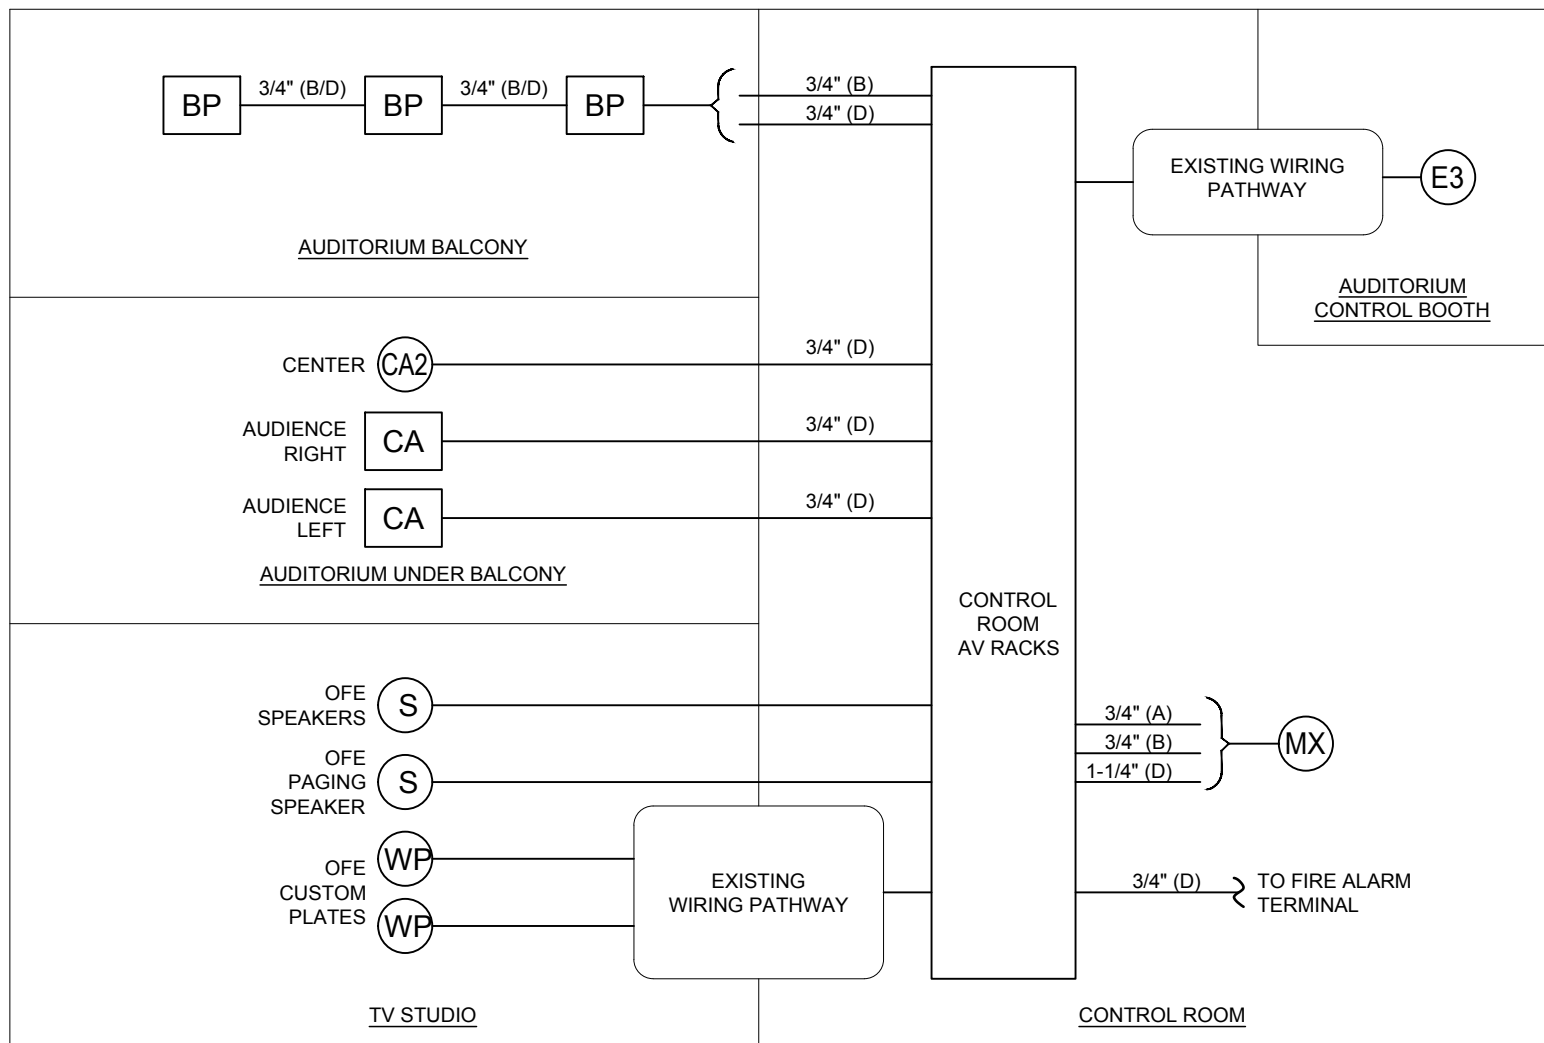 BP
3/4" (B/D)
BP
3/4" (B/D)
BP
3/4" (B)
3/4" (D)
AUDITORIUM BALCONY
EXISTING WIRING
PATHWAY
E3
AUDITORIUM
CONTROL BOOTH
CENTER
CA2
3/4" (D)
AUDIENCE
RIGHT
CA
3/4" (D)
AUDIENCE
LEFT
CA
3/4" (D)
AUDITORIUM UNDER BALCONY
CONTROL
ROOM
AV RACKS
OFE
SPEAKERS
S
OFE
PAGING
SPEAKER
S
OFE
CUSTOM
PLATES
WP
WP
EXISTING
WIRING PATHWAY
TV STUDIO
3/4" (A)
3/4" (B)
1-1/4" (D)
MX
3/4" (D)
TO FIRE ALARM
TERMINAL
CONTROL ROOM